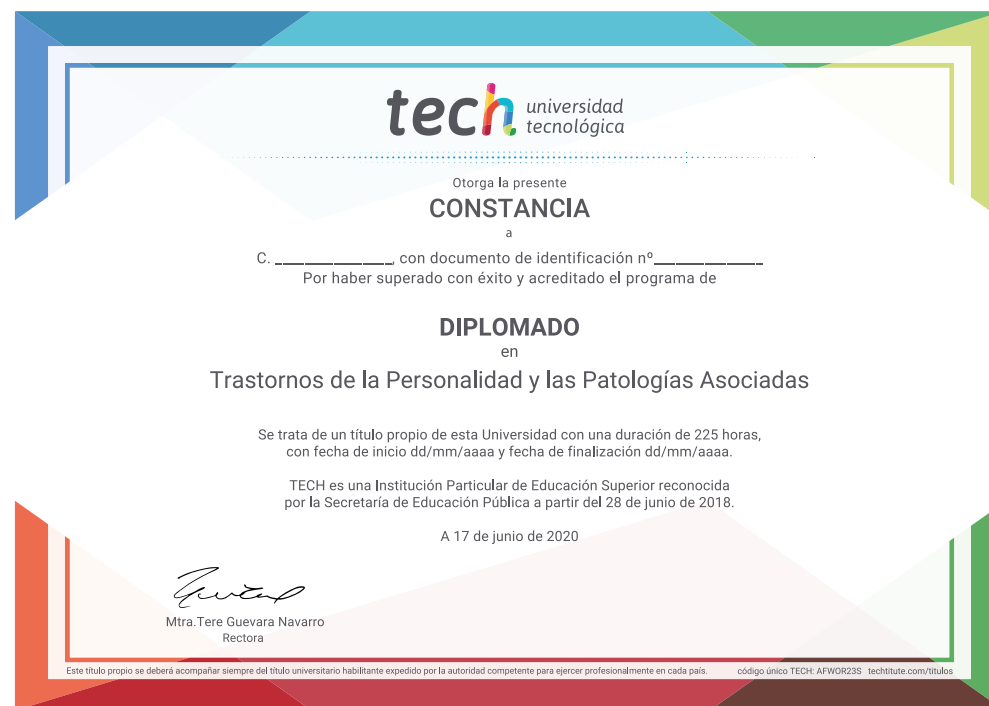 tech universidad
tecnológica
Otorga la presente
CONSTANCIA
a
C. ________________, con documento de identificación nº______________
Por haber superado con éxito y acreditado el programa de
DIPLOMADO
en
Trastornos de la Personalidad y las Patologías Asociadas
Se trata de un título propio de esta Universidad con una duración de 225 horas,
con fecha de inicio dd/mm/aaaa y fecha de finalización dd/mm/aaaa.
TECH es una Institución Particular de Educación Superior reconocida
por la Secretaría de Educación Pública a partir del 28 de junio de 2018.
A 17 de junio de 2020
Mtra.Tere Guevara Navarro
Rectora
Este título propio se deberá acompañar siempre del título universitario habilitante expedido por la autoridad competente para ejercer profesionalmente en cada país. código único TECH: AFWOR23S techtitute.com/titulos